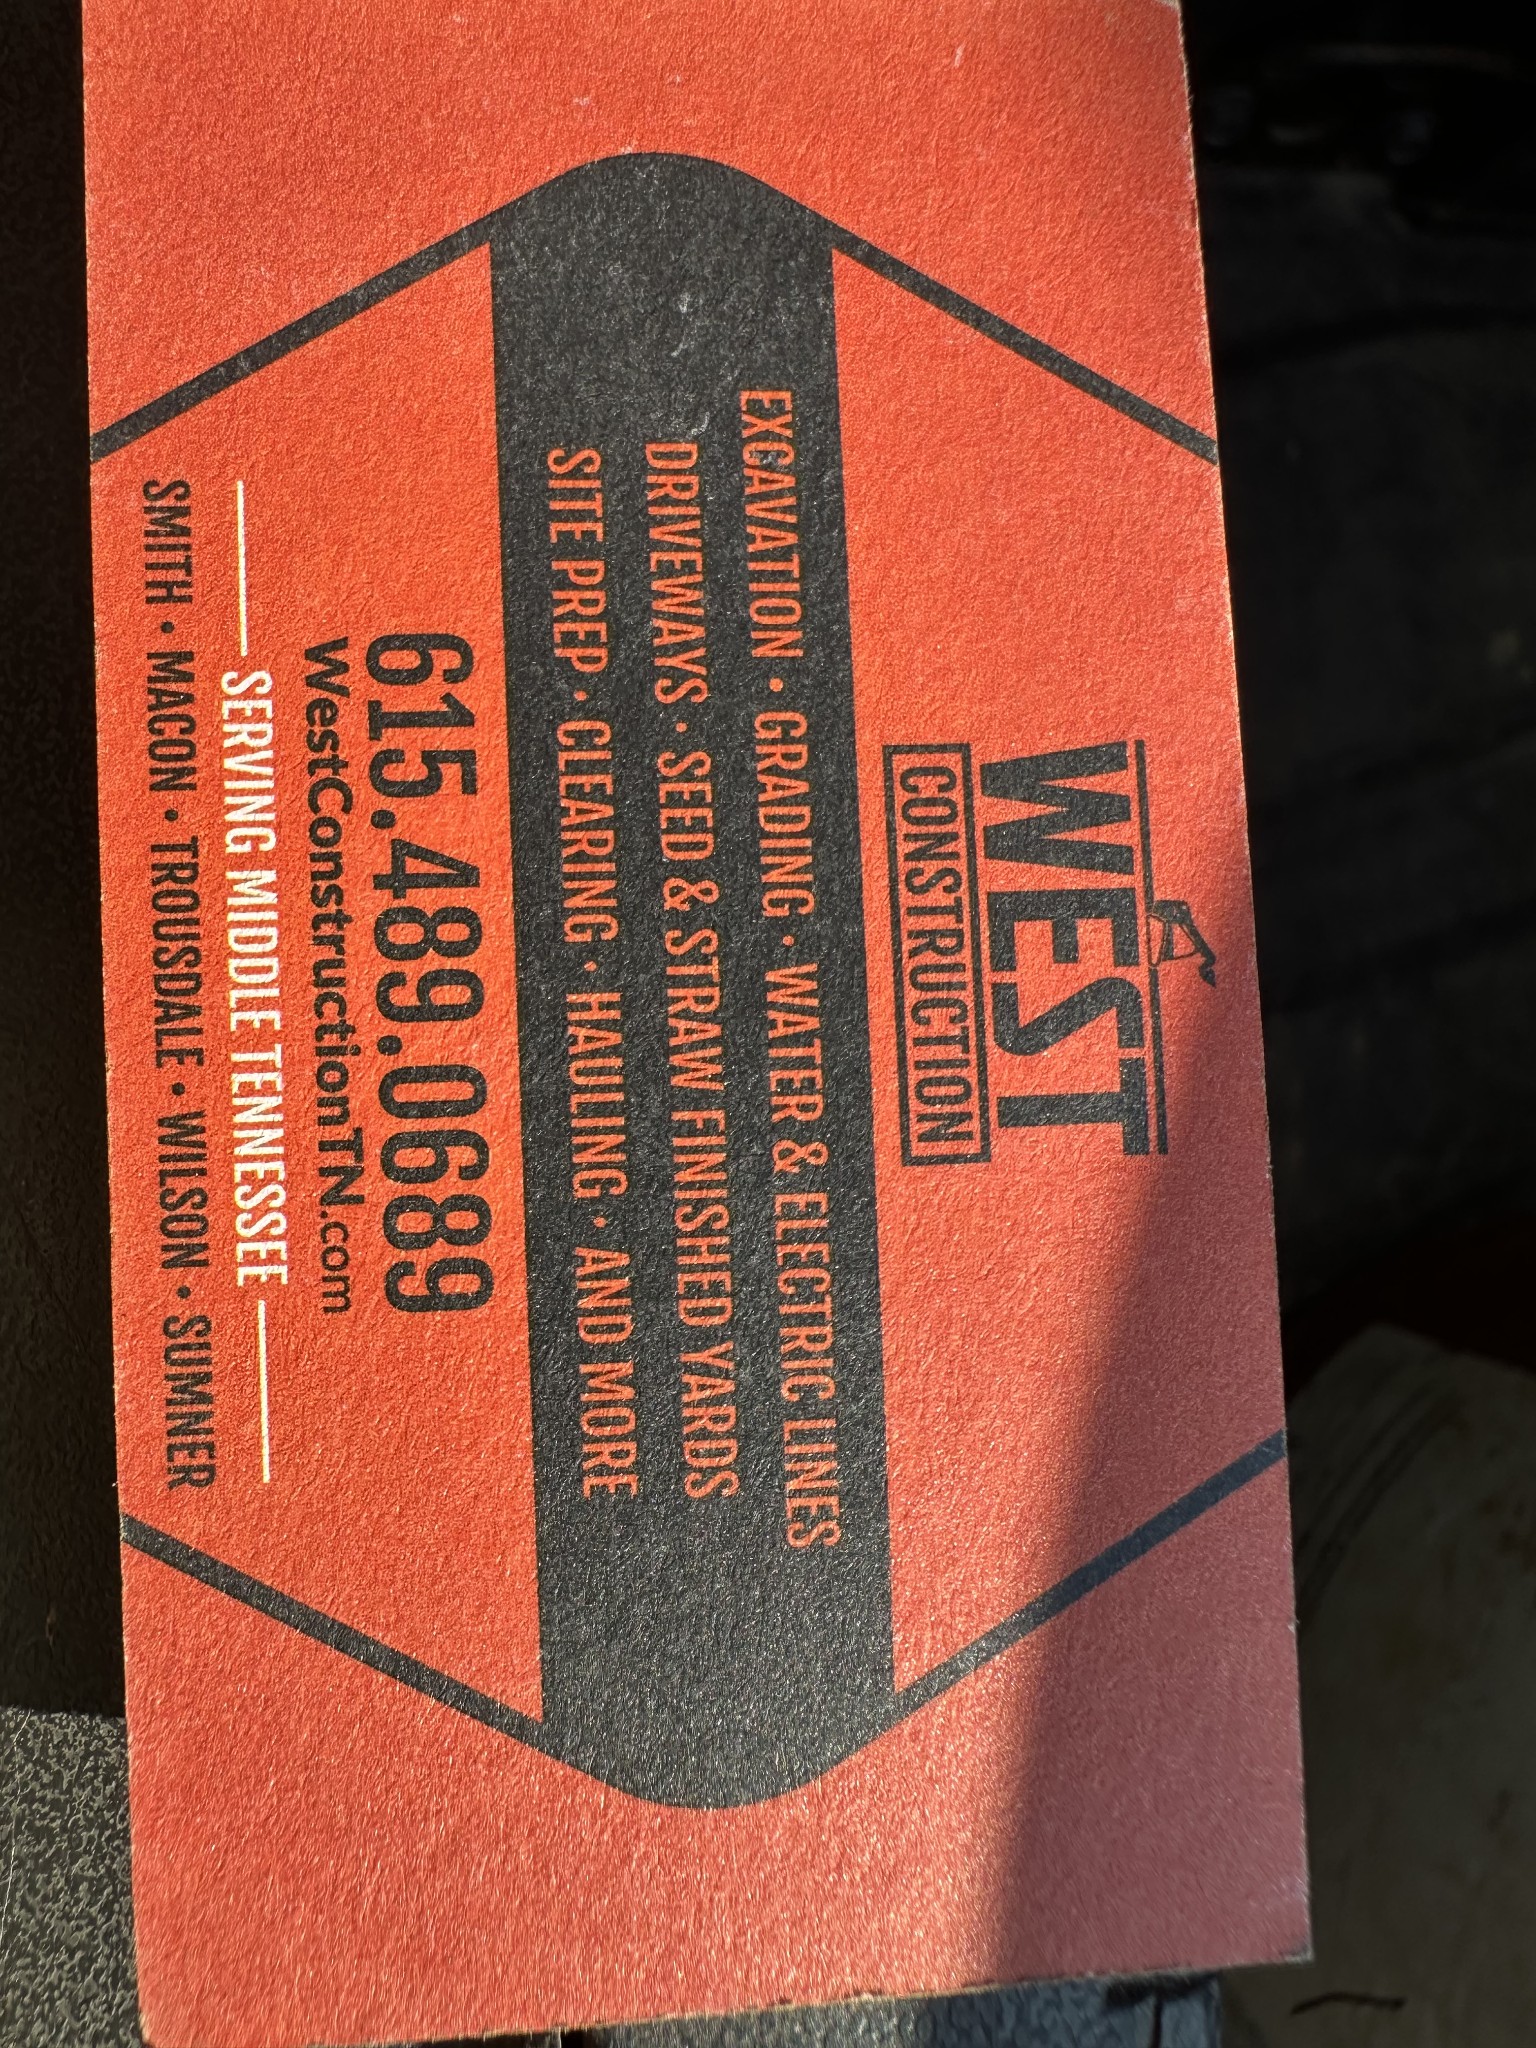 WEST
CONSTRUCTION
EXCAVATION • GRADING • WATER & ELECTRIC LINES
DRIVEWAYS • SEED & STRAW FINISHED YARDS
SITE PREP • CLEARING • HAULING • AND MORE
615.489.0689
WestConstructionTN.com
SERVING MIDDLE TENNESSEE
SMITH • MACON • TROUSDALE • WILSON • SUMNER